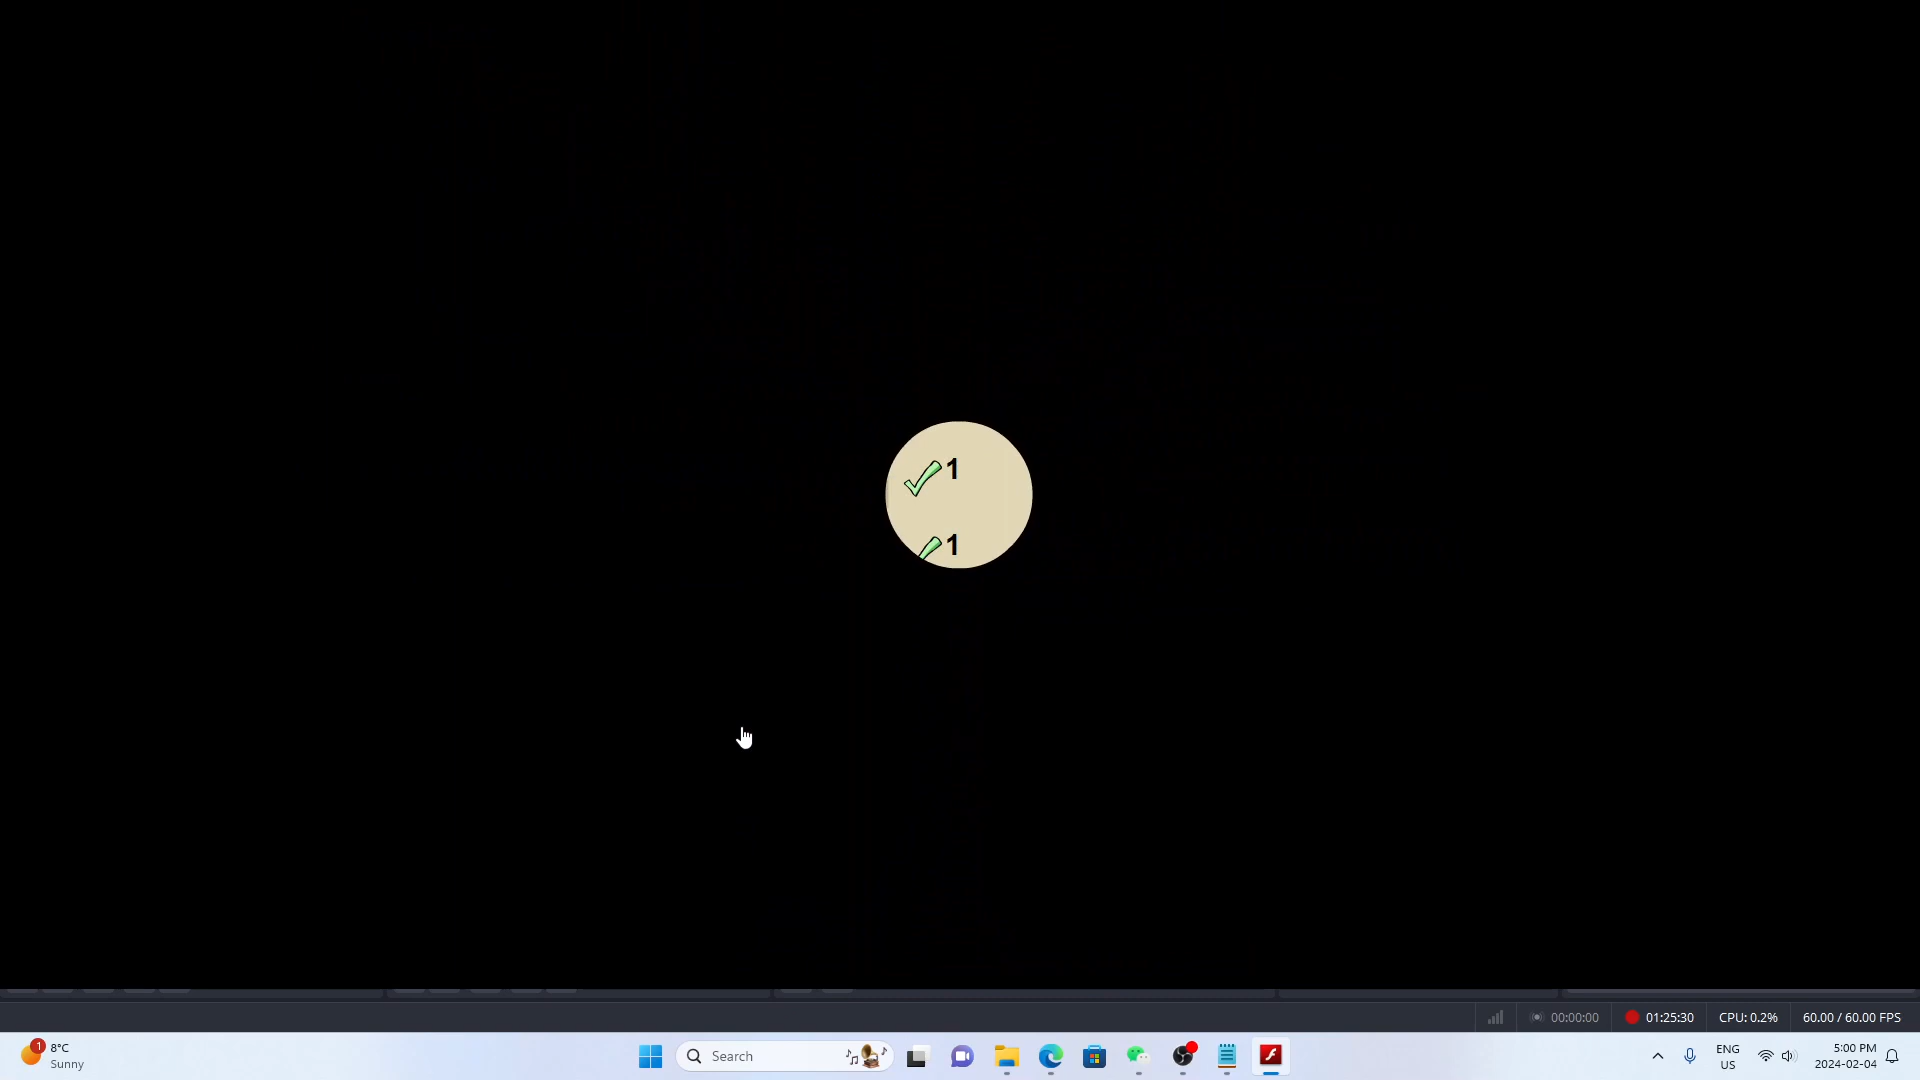 1
1
00:00:00
01:25:30
CPU: 0.2%
60.00 / 60.00 FPS
1
8°C
Sunny
Search
ENG
US
5:00 PM
2024-02-04